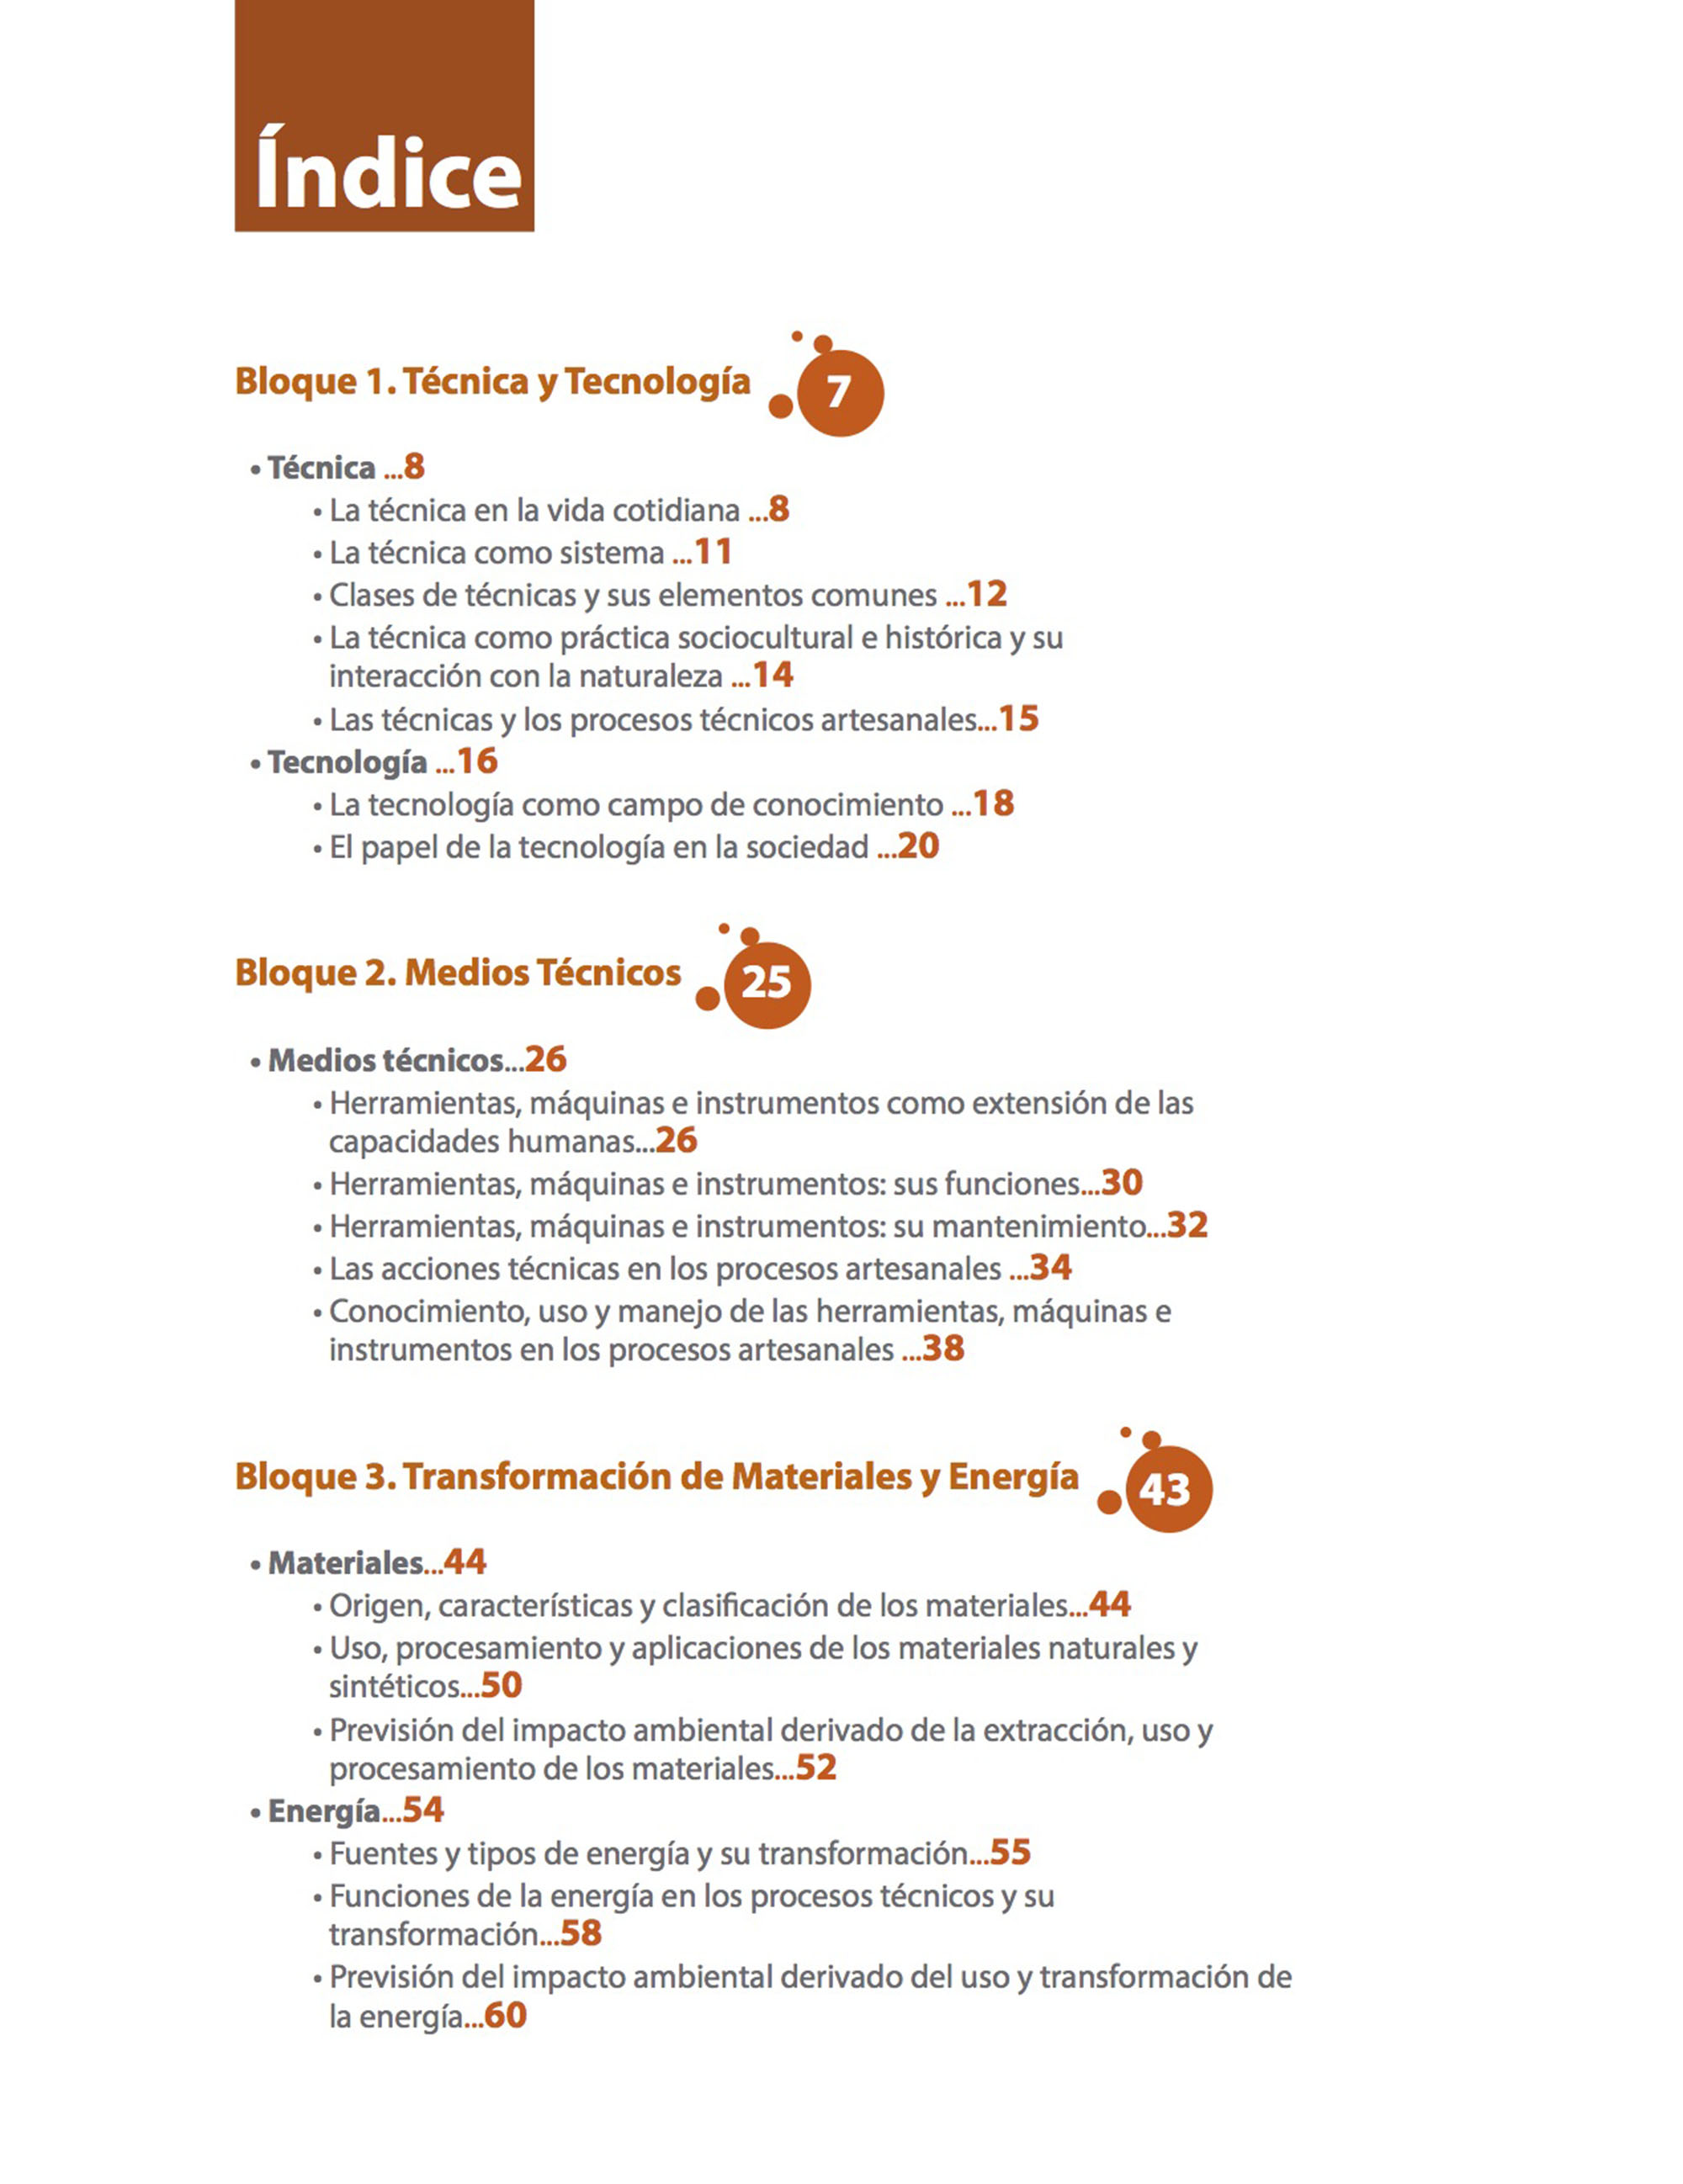 Índice
Bloque 1. Técnica y Tecnología 7
• Técnica ...8
• La técnica en la vida cotidiana ...8
• La técnica como sistema ...11
• Clases de técnicas y sus elementos comunes ...12
• La técnica como práctica sociocultural e histórica y su
interacción con la naturaleza ...14
• Las técnicas y los procesos técnicos artesanales...15
• Tecnología ...16
• La tecnología como campo de conocimiento ...18
• El papel de la tecnología en la sociedad ...20
Bloque 2. Medios Técnicos 25
• Medios técnicos...26
• Herramientas, máquinas e instrumentos como extensión de las
capacidades humanas...26
• Herramientas, máquinas e instrumentos: sus funciones...30
• Herramientas, máquinas e instrumentos: su mantenimiento...32
• Las acciones técnicas en los procesos artesanales ...34
• Conocimiento, uso y manejo de las herramientas, máquinas e
instrumentos en los procesos artesanales ...38
Bloque 3. Transformación de Materiales y Energía 43
• Materiales...44
• Origen, características y clasificación de los materiales...44
• Uso, procesamiento y aplicaciones de los materiales naturales y
sintéticos...50
• Previsión del impacto ambiental derivado de la extracción, uso y
procesamiento de los materiales...52
• Energía...54
• Fuentes y tipos de energía y su transformación...55
• Funciones de la energía en los procesos técnicos y su
transformación...58
• Previsión del impacto ambiental derivado del uso y transformación de
la energía...60